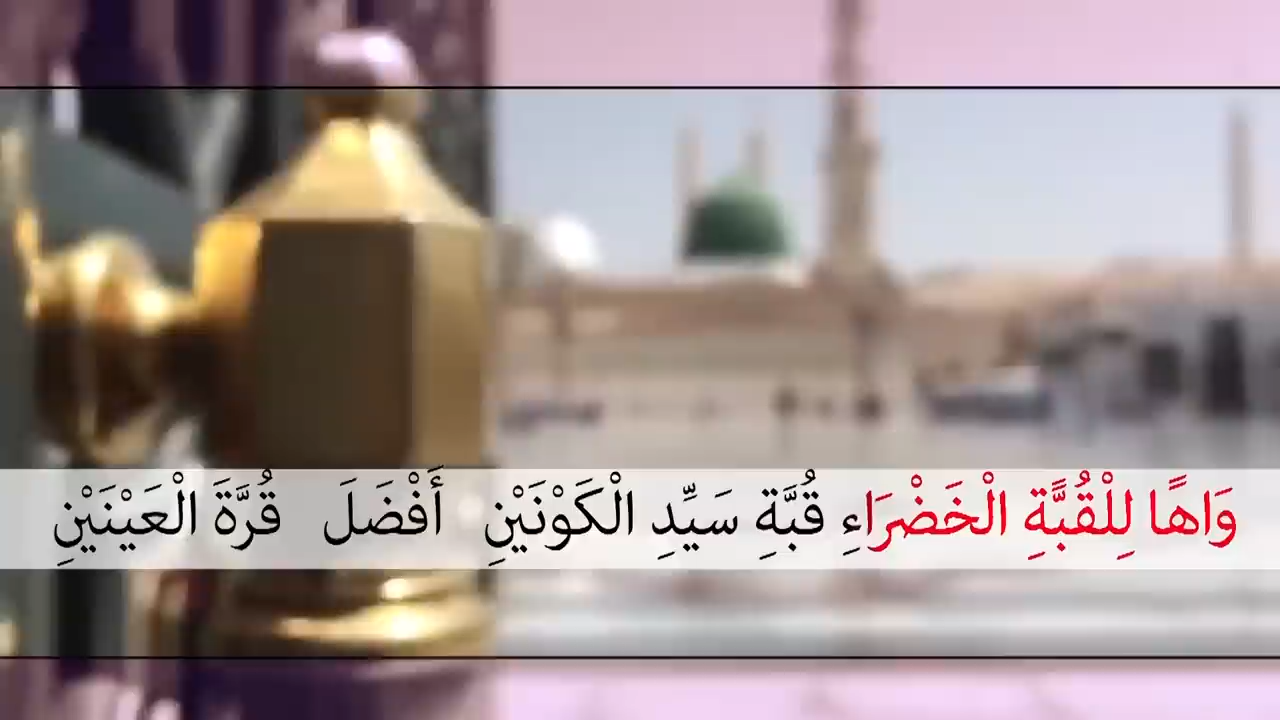 وَاهًا لِلْقُبَّةِ الْخَضْرَاءِ قُبَّةِ سَيِّدِ الْكَوْنَيْنِ أَفْضَلَ قُرَّةَ الْعَيْنَيْنِ